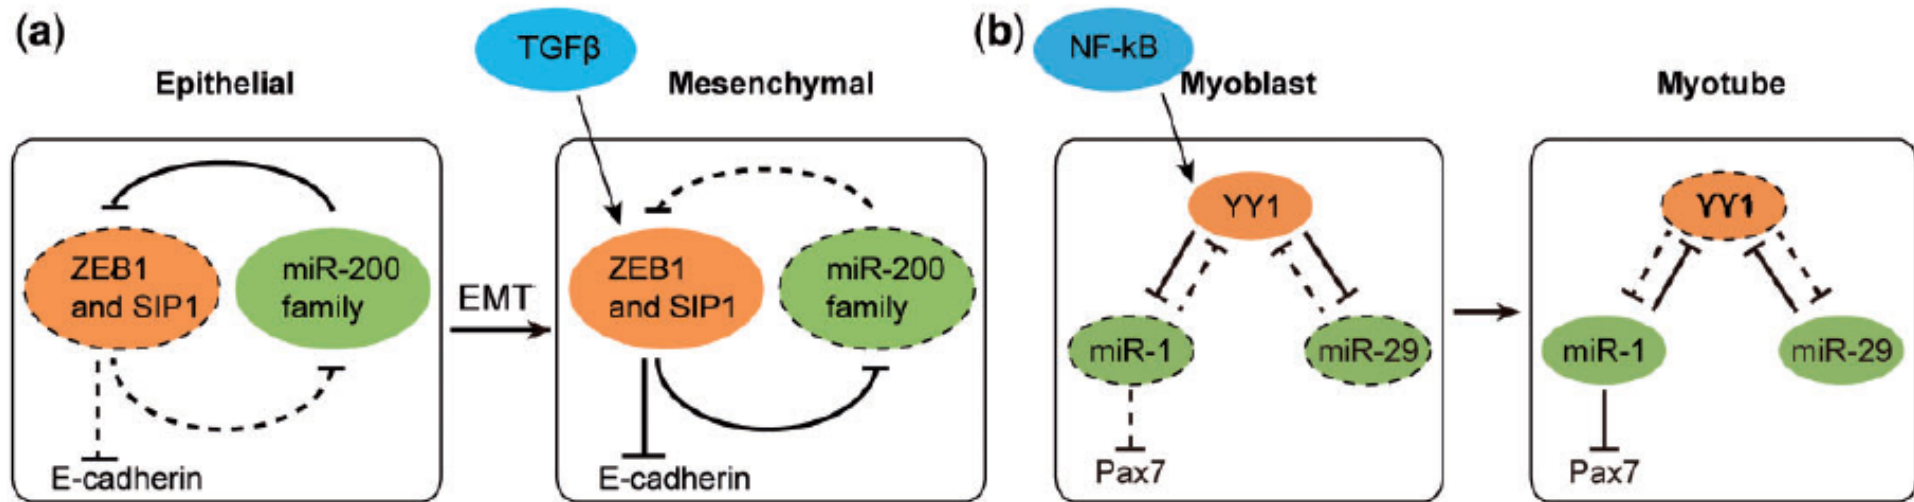 (a)
TGFβ
Epithelial
Mesenchymal
ZEB1
and SIP1
miR-200
family
E-cadherin
EMT
ZEB1
and SIP1
miR-200
family
E-cadherin
(b)
NF-kB
Myoblast
Myotube
YY1
miR-1
miR-29
Pax7
YY1
miR-1
miR-29
Pax7